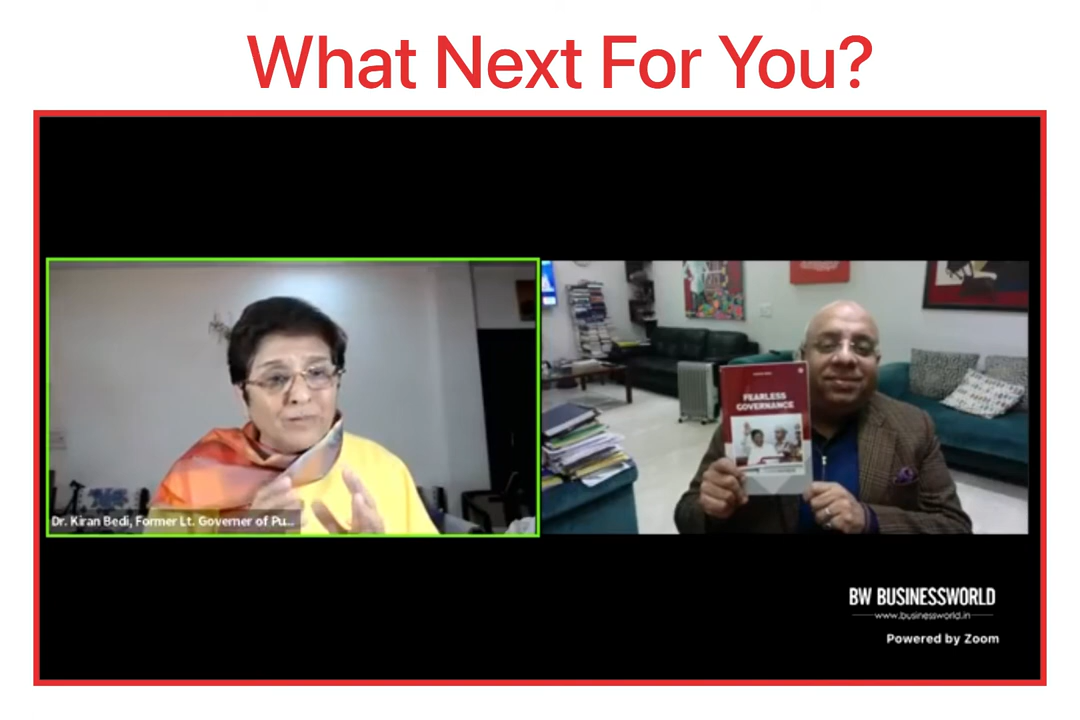 What Next For You?
FEARLESS
GOVERNANCE
Dr. Kiran Bedi, Former Lt. Governer of Pu...
BW BUSINESSWORLD
www.businessworld.in
Powered by Zoom